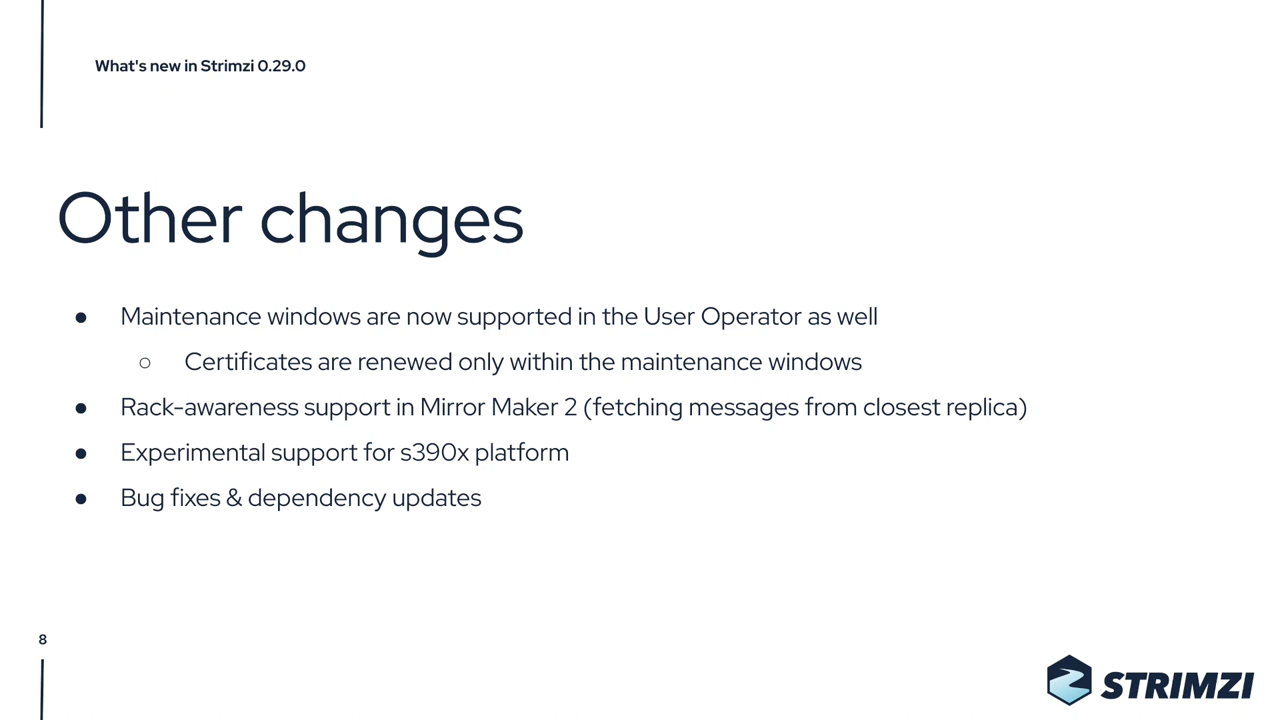 What's new in Strimzi 0.29.0
Other changes
● Maintenance windows are now supported in the User Operator as well
○ Certificates are renewed only within the maintenance windows
● Rack-awareness support in Mirror Maker 2 (fetching messages from closest replica)
● Experimental support for s390x platform
● Bug fixes & dependency updates
8
STRIMZI